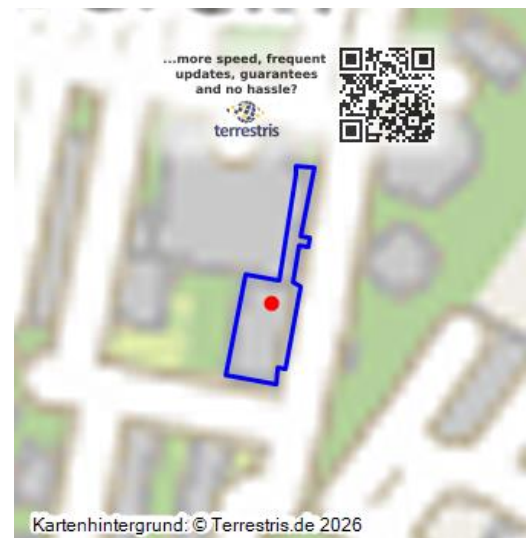 ...more speed, frequent
updates, guarantees
and no hassle?
terrestris
Kartenhintergrund: © Terrestris.de 2026